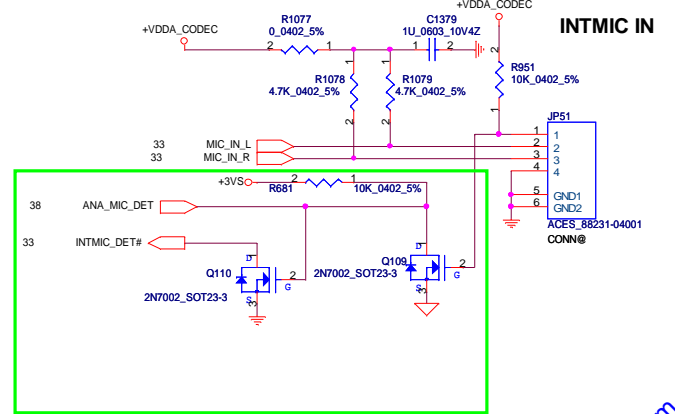 +VDDA_CODEC
INTMIC IN
+VDDA_CODEC
R1077
0_0402_5%
C1379
1U_0603_10V4Z
2 1
1 2
2
R1078
4.7K_0402_5%
1
2
R1079
4.7K_0402_5%
1
2
R951
10K_0402_5%
1
JP51
33 MIC_IN_L
33 MIC_IN_R
1 1
2 2
3 3
4 4
5 GND1
6 GND2
ACES_88231-04001
CONN@
+3VS
2 1
R681 10K_0402_5%
38 ANA_MIC_DET
33 INTMIC_DET#
D
Q110
2N7002_SOT23-3
2
G
S
3
D
Q109
2N7002_SOT23-3
2
G
S
3